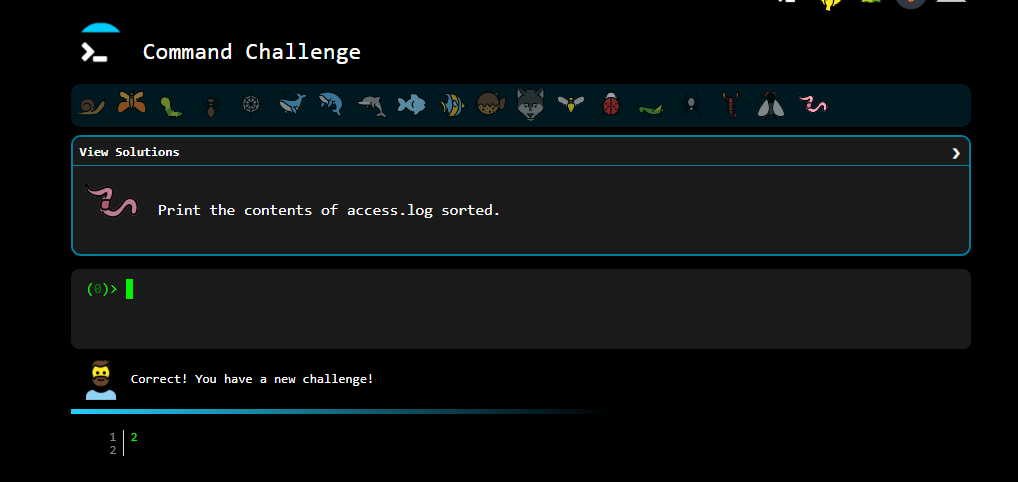 Command Challenge
View Solutions
Print the contents of access.log sorted.
(0)>
Correct! You have a new challenge!
1 2
2